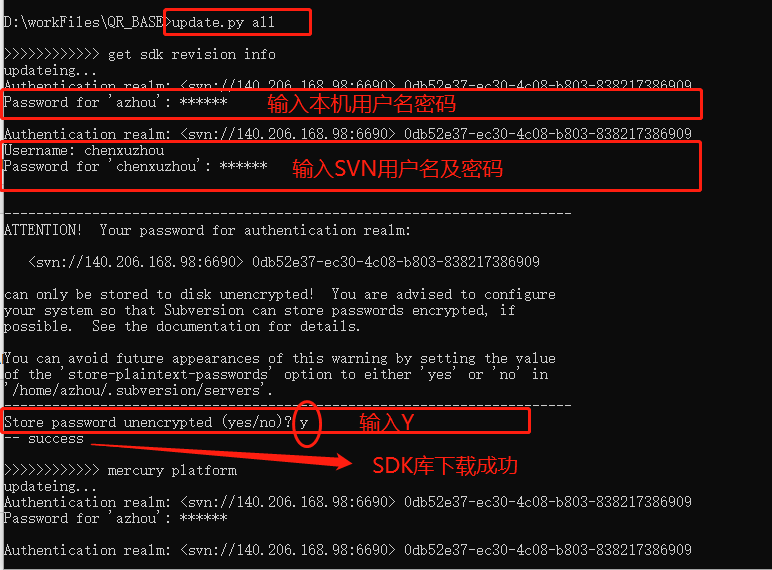 D:\workFiles\QR_BASE>update.py all
>>>>>>>>>>>> get sdk revision info
updateing...
Authentication realm: <svn://140.206.168.98:6690> 0db52e37-ec30-4c08-b803-838217386909
Password for 'azhou': ****** 输入本机用户名密码
Authentication realm: <svn://140.206.168.98:6690> 0db52e37-ec30-4c08-b803-838217386909
Username: chenxuzhou
Password for 'chenxuzhou': ****** 输入SVN用户名及密码
-----------------------------------------------------------------------
ATTENTION!  Your password for authentication realm:
   <svn://140.206.168.98:6690> 0db52e37-ec30-4c08-b803-838217386909
can only be stored to disk unencrypted!  You are advised to configure
your system so that Subversion can store passwords encrypted, if
possible.  See the documentation for details.
You can avoid future appearances of this warning by setting the value
of the 'store-plaintext-passwords' option to either 'yes' or 'no' in
'/home/azhou/.subversion/servers'.
-----------------------------------------------------------------------
Store password unencrypted (yes/no)? y 输入Y
-- success
SDK库下载成功
>>>>>>>>>>>> mercury platform
updateing...
Authentication realm: <svn://140.206.168.98:6690> 0db52e37-ec30-4c08-b803-838217386909
Password for 'azhou': ******
Authentication realm: <svn://140.206.168.98:6690> 0db52e37-ec30-4c08-b803-838217386909